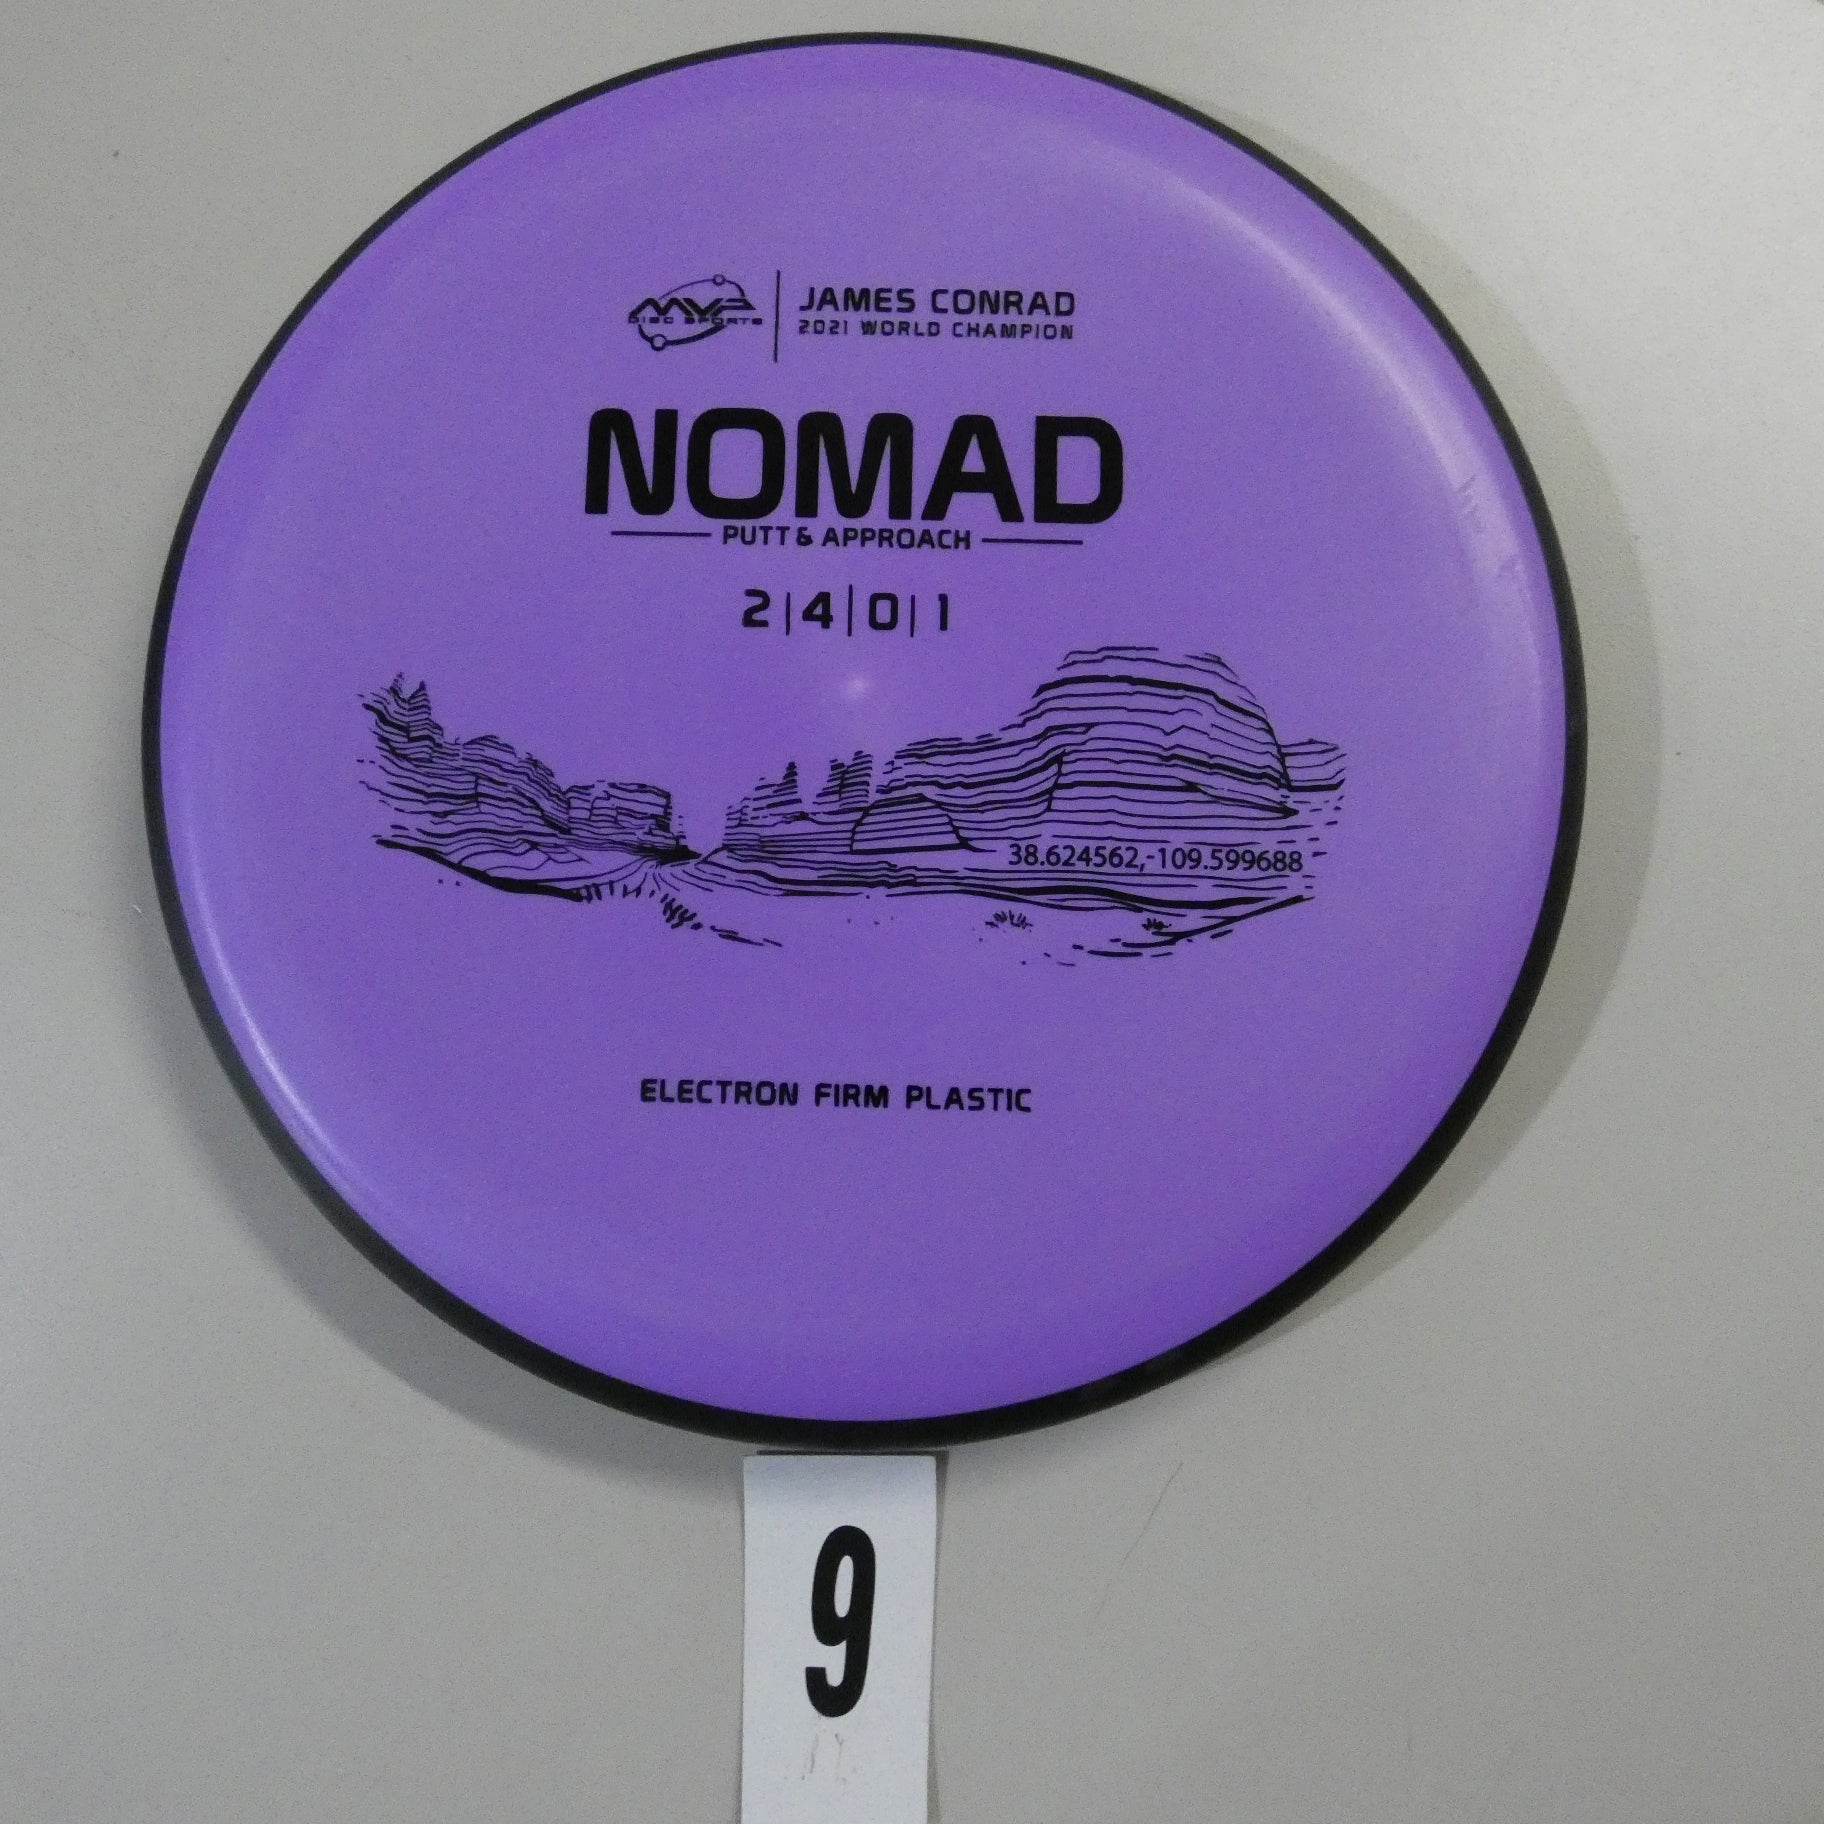 MVP
DISC SPORTS
JAMES CONRAD
2021 WORLD CHAMPION
NOMAD
PUTT & APPROACH
2 | 4 | 0 | 1
38.624562,-109.599688
ELECTRON FIRM PLASTIC
9